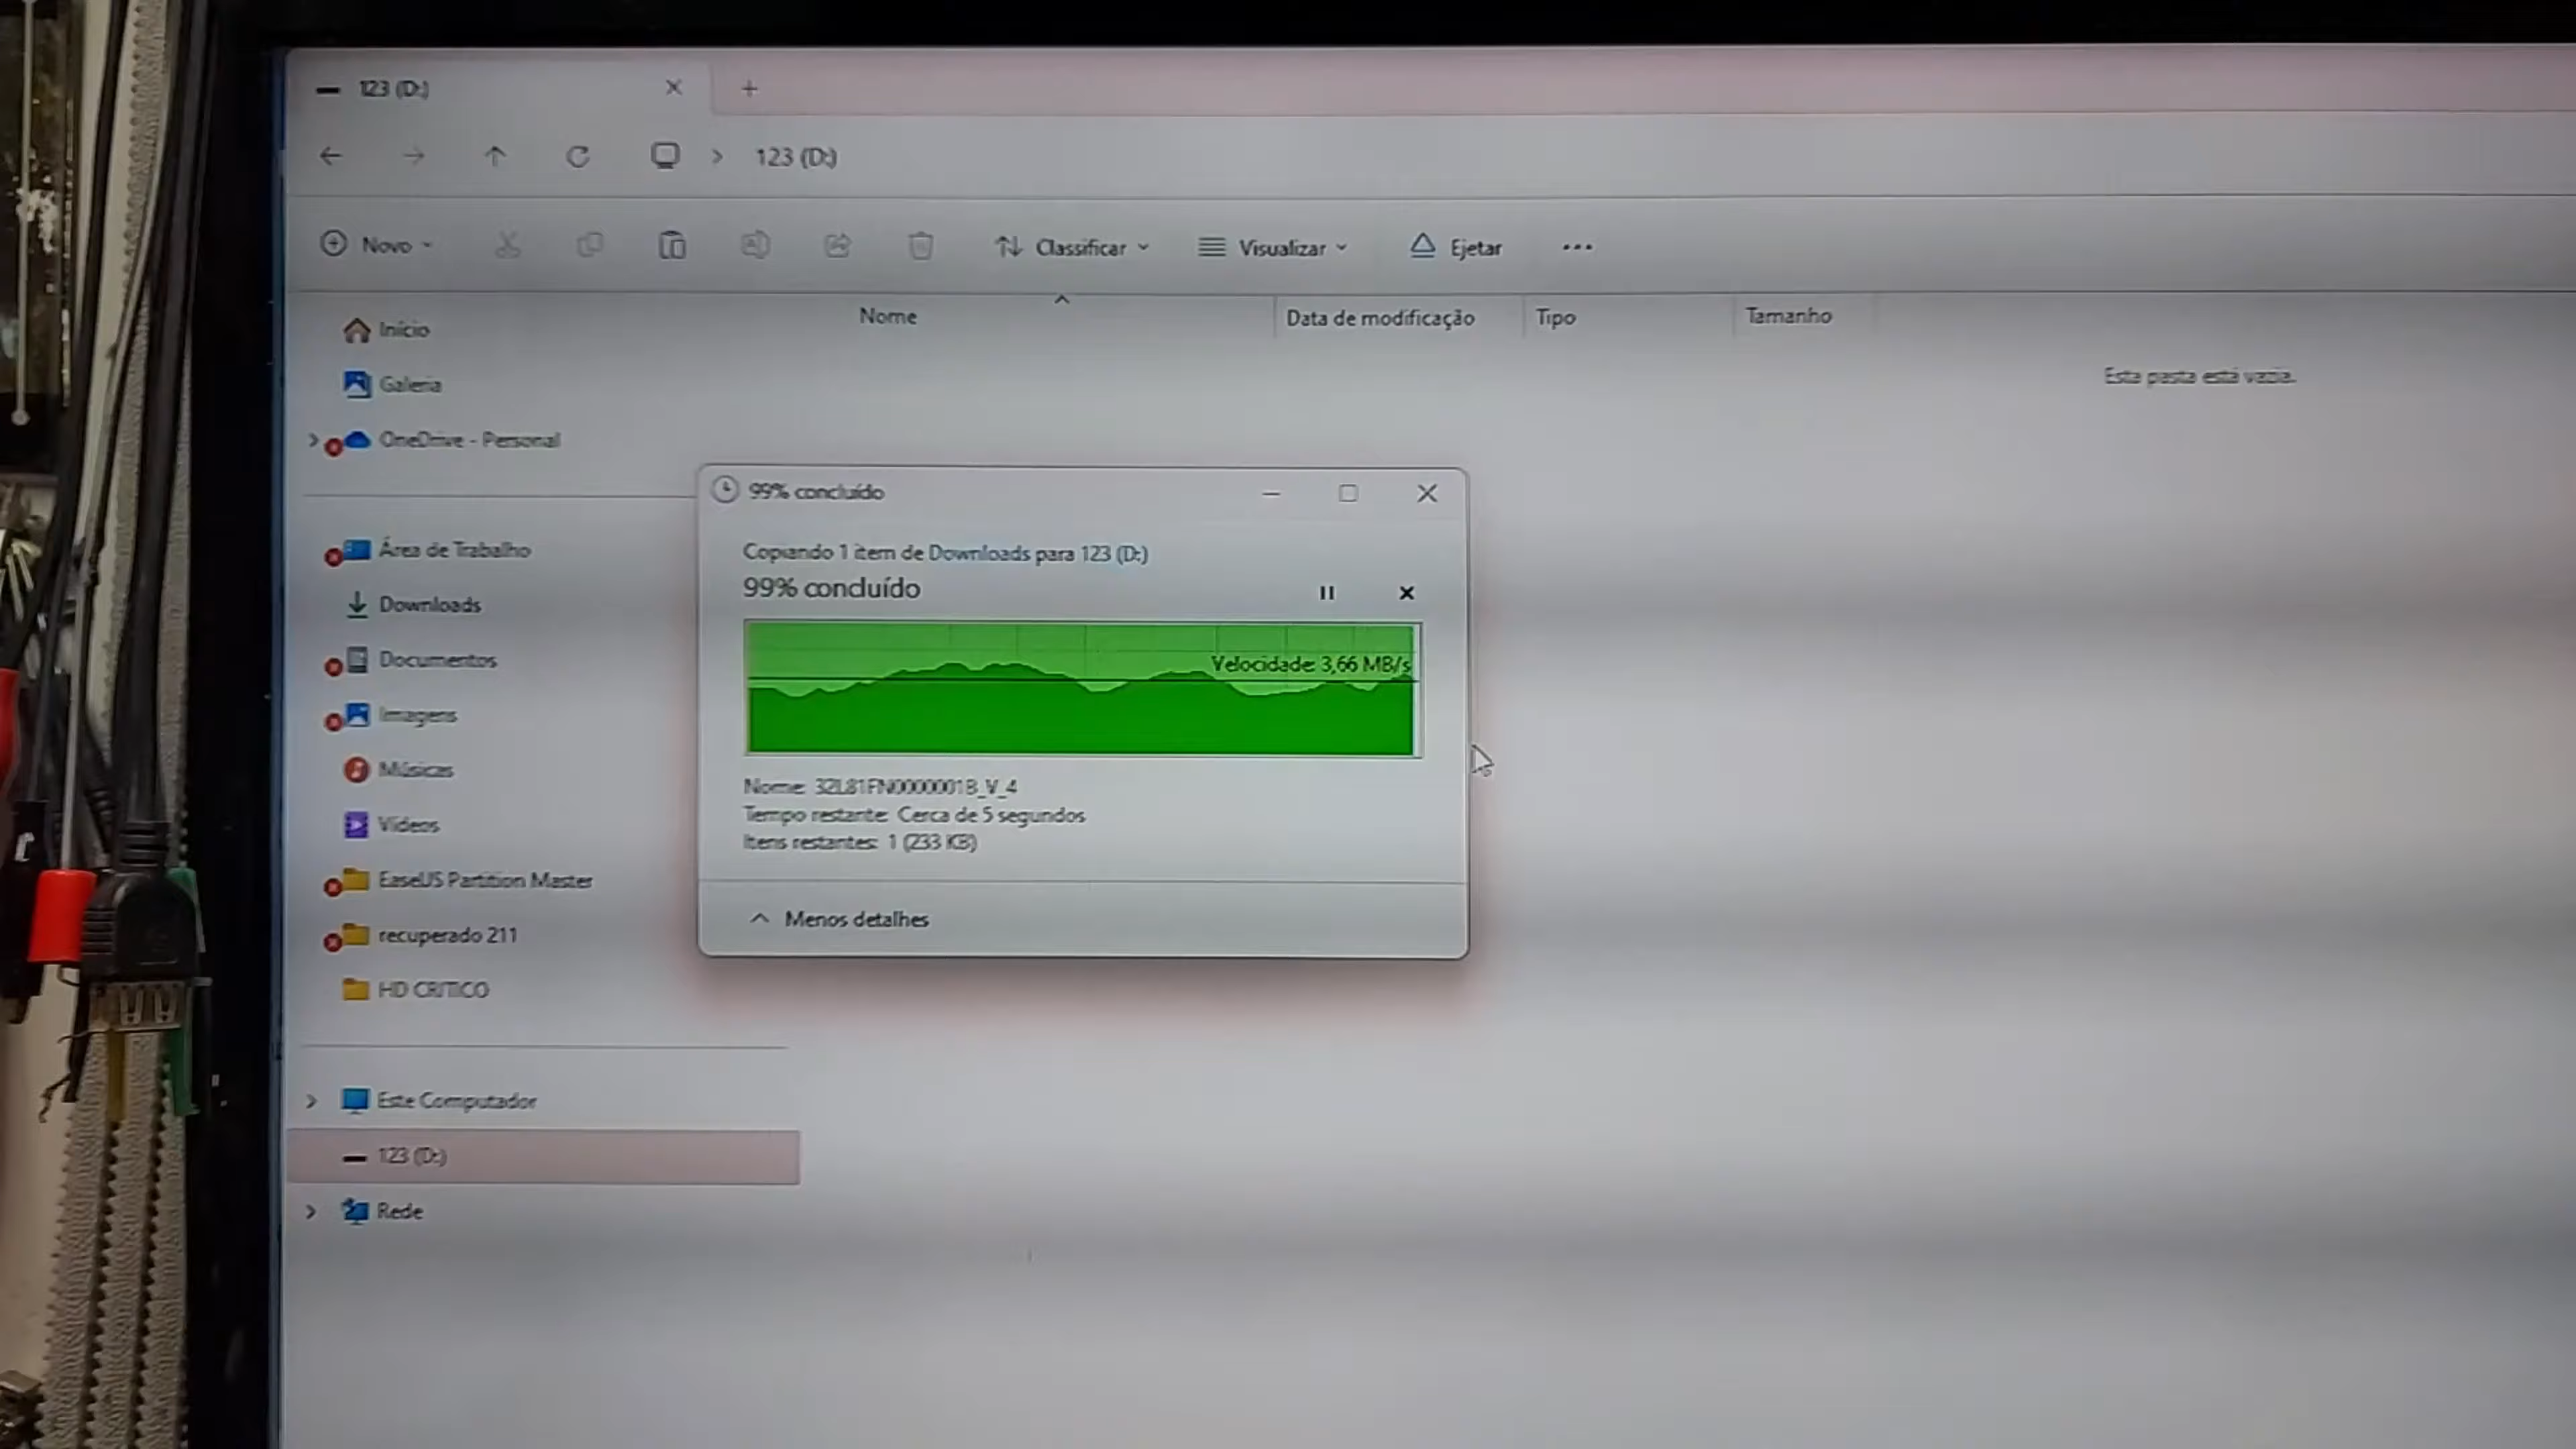 123 (D:)
123 (D:)
Novo
Classificar
Visualizar
Ejetar
Nome
Data de modificação
Tipo
Tamanho
Início
Galeria
OneDrive - Personal
Esta pasta está vazia.
Área de Trabalho
Downloads
Documentos
Imagens
Músicas
Vídeos
EaseUS Partition Master
recuperado 211
HD CRITICO
Este Computador
123 (D:)
Rede
99% concluído
Copiando 1 item de Downloads para 123 (D:)
99% concluído
Velocidade: 3,66 MB/s
Nome: 32L81FN0000001B_V_4
Tempo restante: Cerca de 5 segundos
Itens restantes: 1 (233 KB)
Menos detalhes